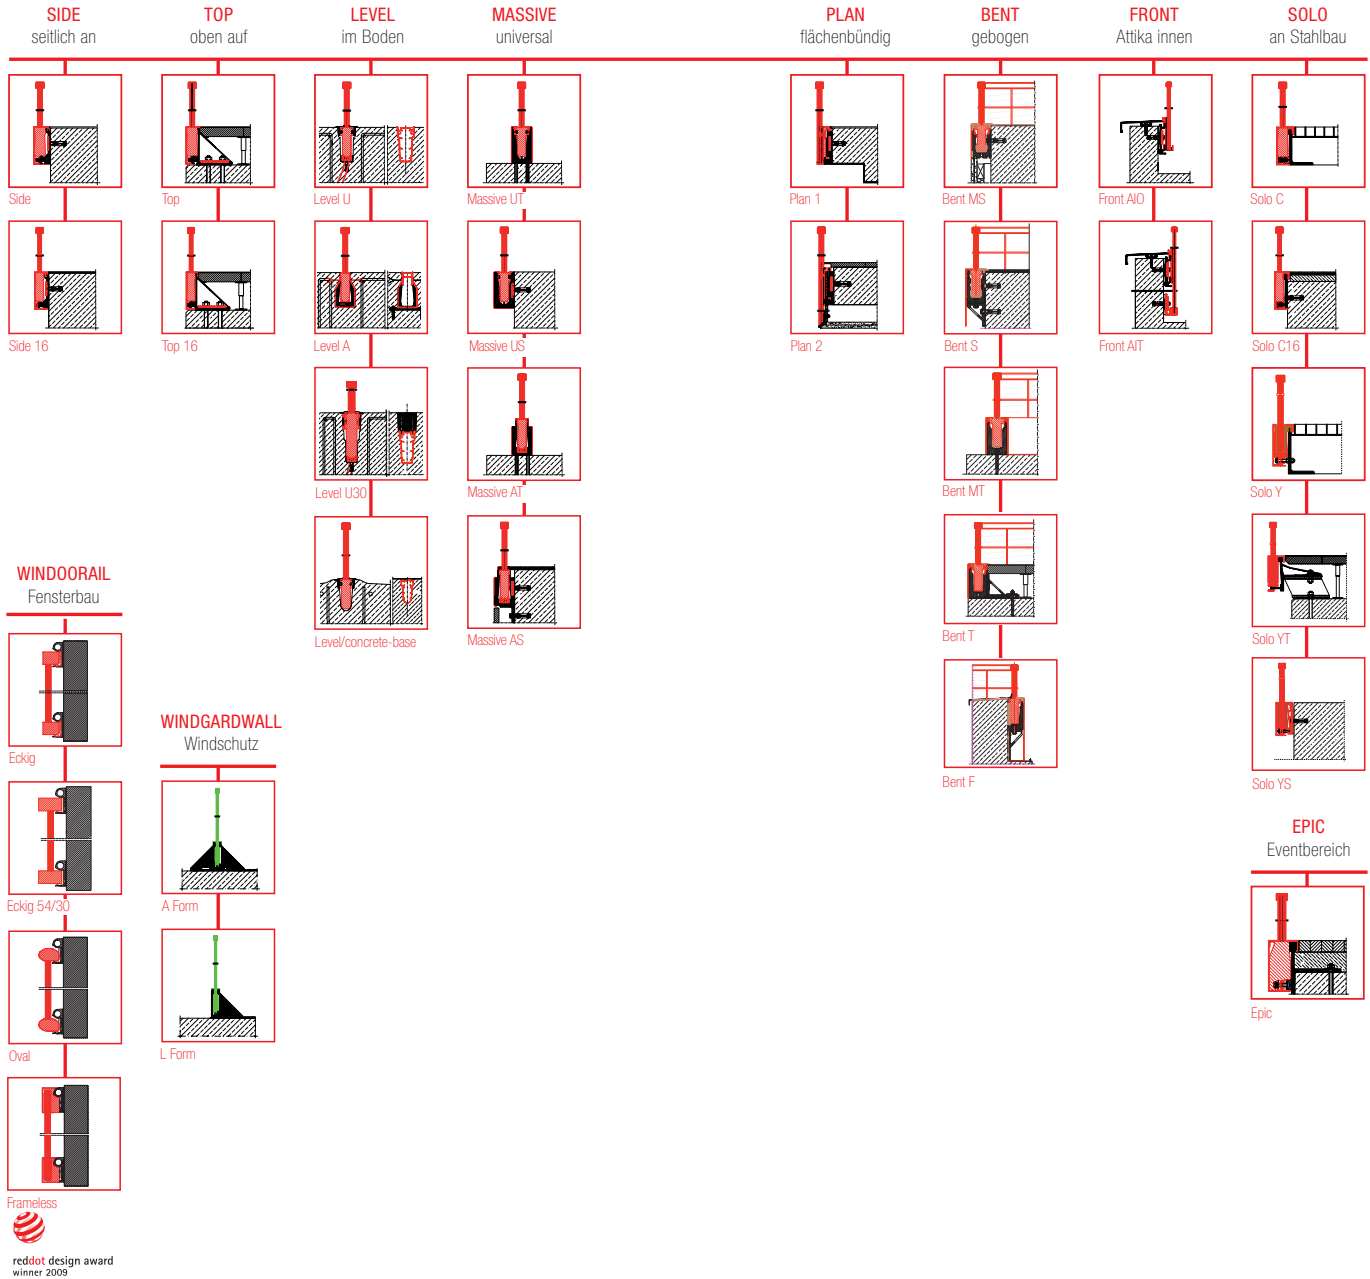 SIDE
seitlich an
TOP
oben auf
LEVEL
im Boden
MASSIVE
universal
PLAN
flächenbündig
BENT
gebogen
FRONT
Attika innen
SOLO
an Stahlbau
Side
Top
Level U
Massive UT
Plan 1
Bent MS
Front AIO
Solo C
Side 16
Top 16
Level A
Massive US
Plan 2
Bent S
Front AIT
Solo C16
Level U30
Massive AT
Bent MT
Solo Y
Level/concrete-base
Massive AS
Bent T
Solo YT
WINDOORAIL
Fensterbau
Eckig
Eckig 54/30
Oval
Frameless
WINDGARDWALL
Windschutz
A Form
L Form
Bent F
Solo YS
EPIC
Eventbereich
Epic
reddot design award
winner 2009